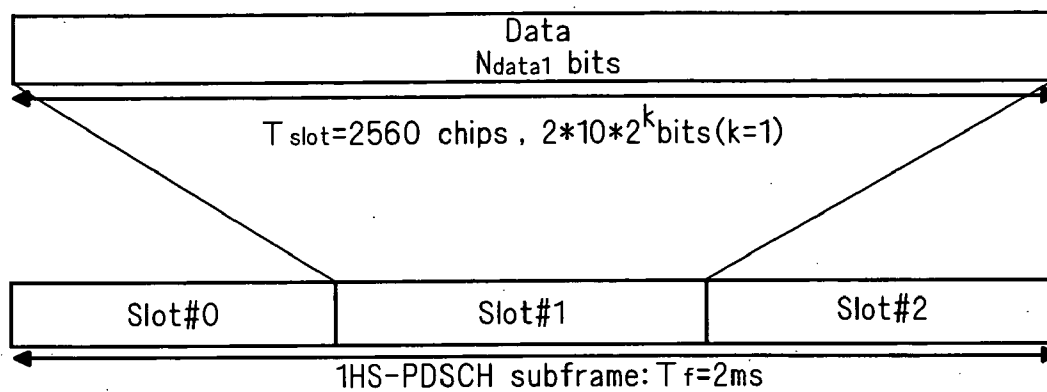 Data
Ndata1 bits
Tslot=2560 chips, 2*10*2^k bits(k=1)
Slot#0 Slot#1 Slot#2
1HS-PDSCH subframe: Tf=2ms